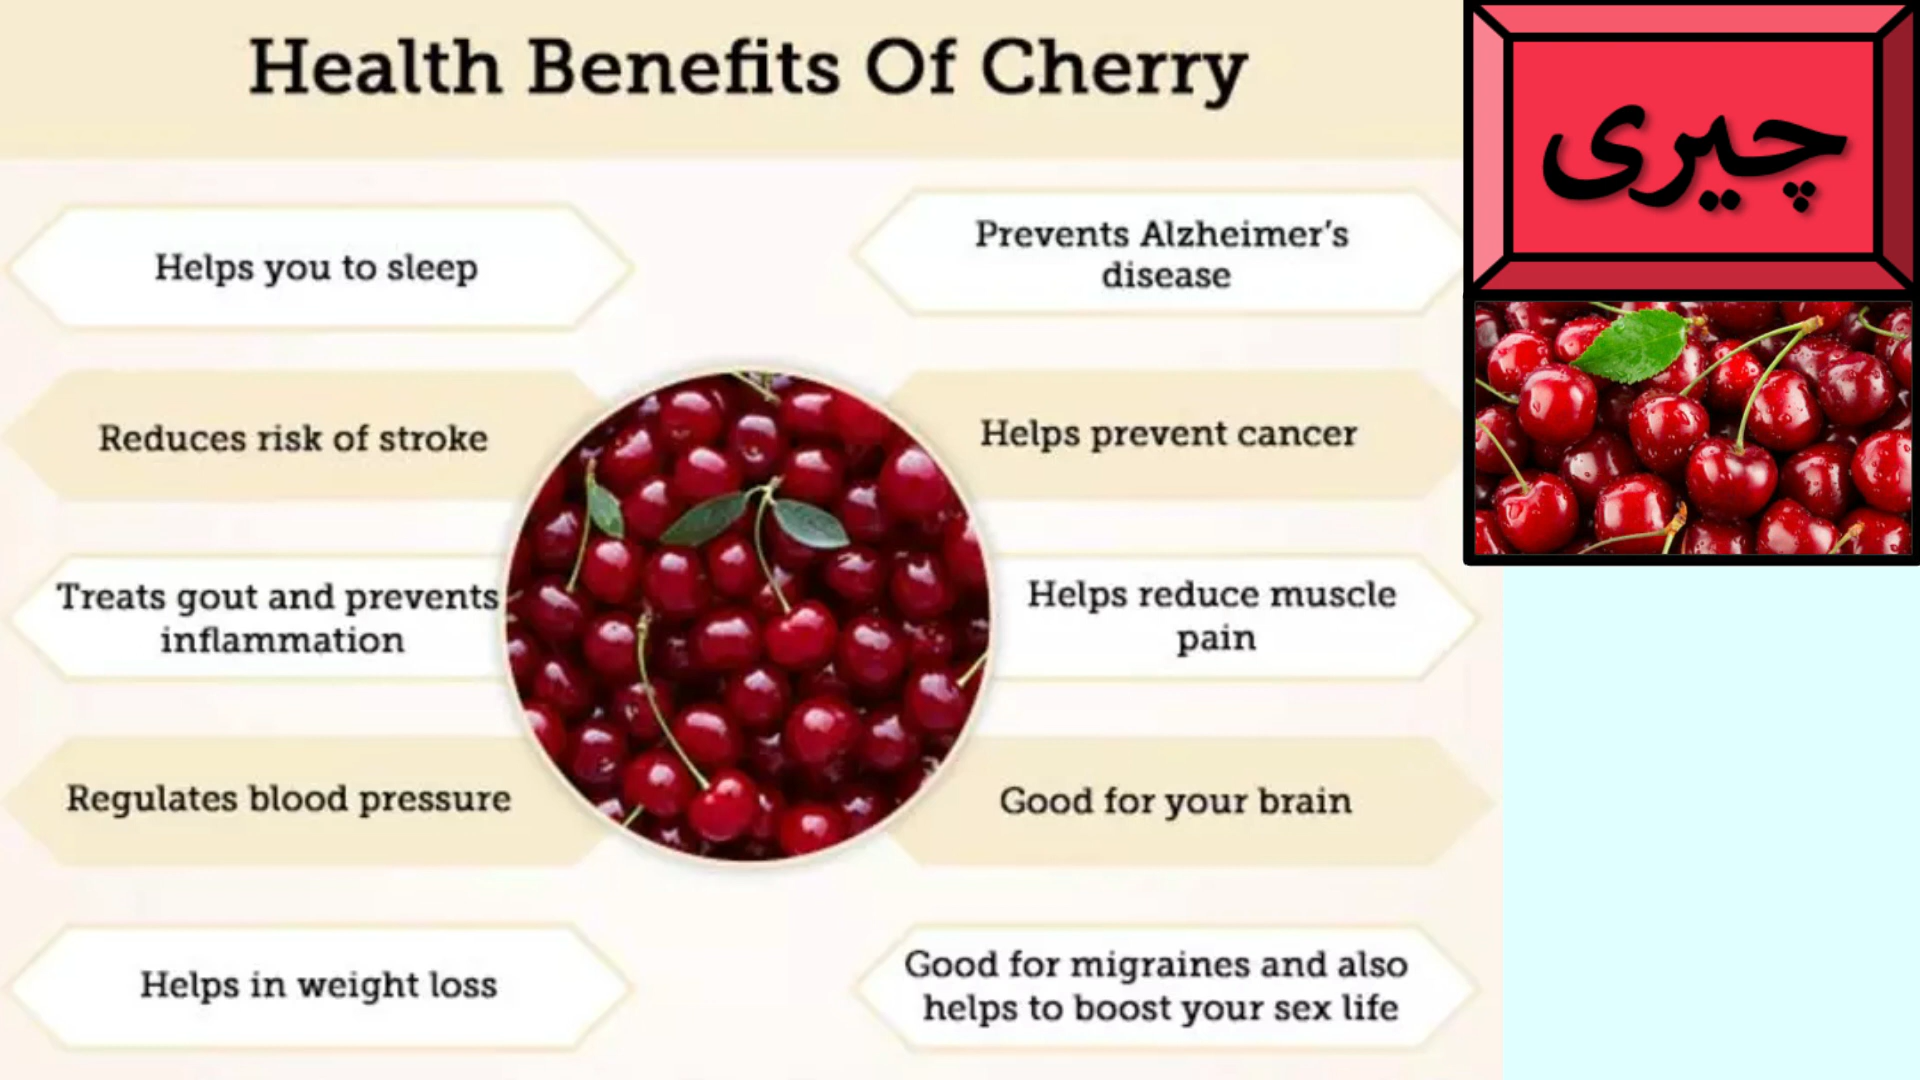 Health Benefits Of Cherry
چیری
Helps you to sleep
Prevents Alzheimer's
disease
Reduces risk of stroke
Helps prevent cancer
Treats gout and prevents
inflammation
Helps reduce muscle
pain
Regulates blood pressure
Good for your brain
Helps in weight loss
Good for migraines and also
helps to boost your sex life